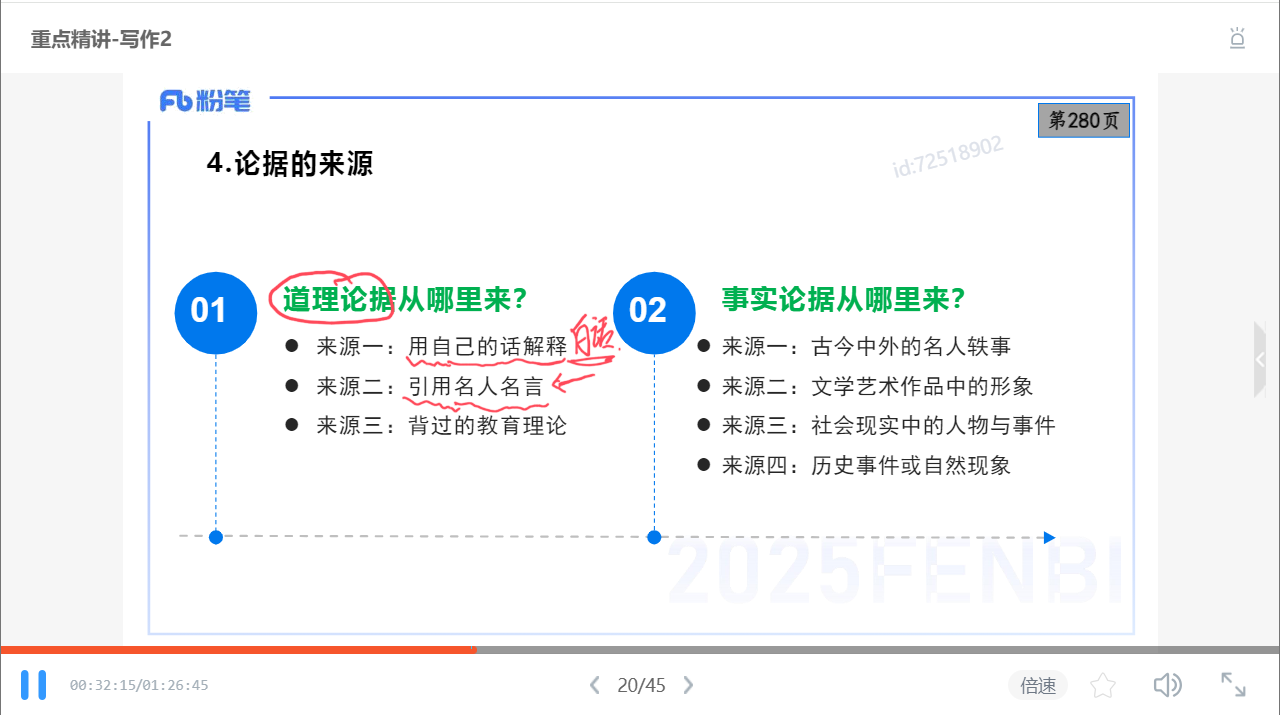 重点精讲-写作2
粉笔
第280页
4.论据的来源
id:72518902
01
道理论据从哪里来？
来源一：用自己的话解释
白话
来源二：引用名人名言
来源三：背过的教育理论
02
事实论据从哪里来？
来源一：古今中外的名人轶事
来源二：文学艺术作品中的形象
来源三：社会现实中的人物与事件
来源四：历史事件或自然现象
2025FENBI
00:32:15/01:26:45
20/45
倍速